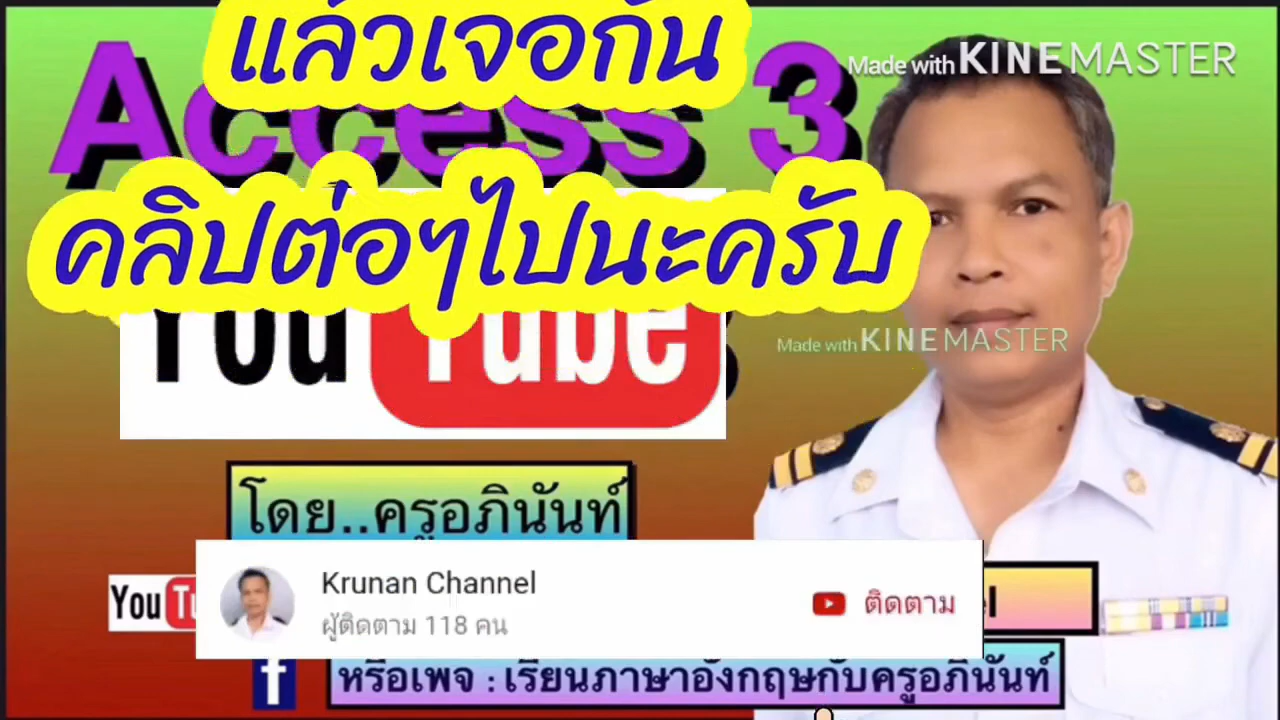 แล้วเจอกัน
Made with KINEMASTER
Access 3
คลิปต่อๆไปนะครับ
YouTube
Made with KINEMASTER
โดย..ครูอภินันท์
Krunan Channel
ผู้ติดตาม 118 คน
ติดตาม
You Tu
f
หรือเพจ : เรียนภาษาอังกฤษกับครูอภินันท์